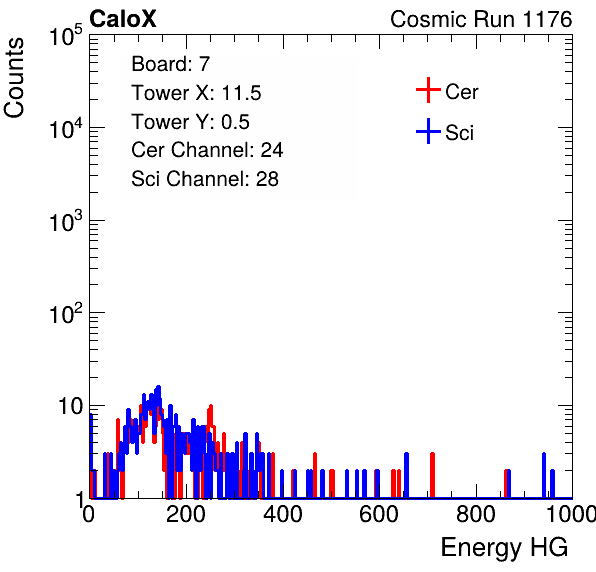 CaloX
Cosmic Run 1176
Counts
Board: 7
Tower X: 11.5
Tower Y: 0.5
Cer Channel: 24
Sci Channel: 28
Cer
Sci
10^5
10^4
10^3
10^2
10
1
0 200 400 600 800 1000
Energy HG